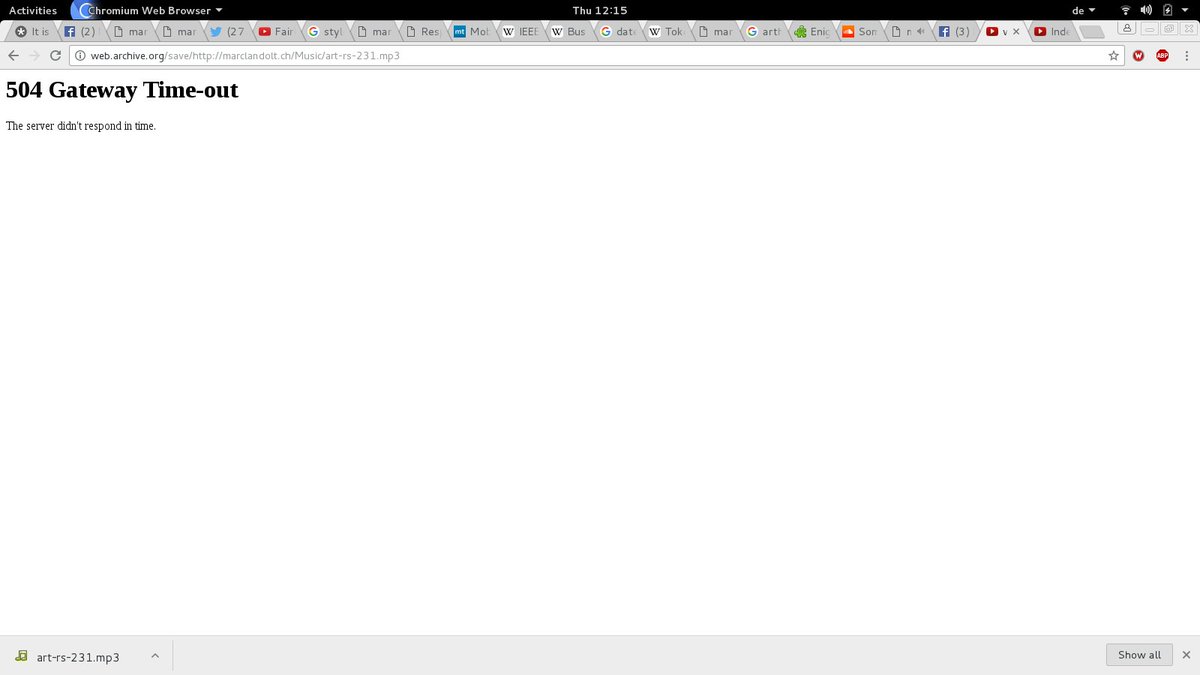 Activities Chromium Web Browser Thu 12:15 de
It is (2) mar mar (27 Fair styl mar Res mt Mob W IEEE W Bus date W Tok mar arti Enig Son n (3) v Inde
web.archive.org/save/http://marclandolt.ch/Music/art-rs-231.mp3 W ABP
504 Gateway Time-out
The server didn't respond in time.
art-rs-231.mp3 Show all